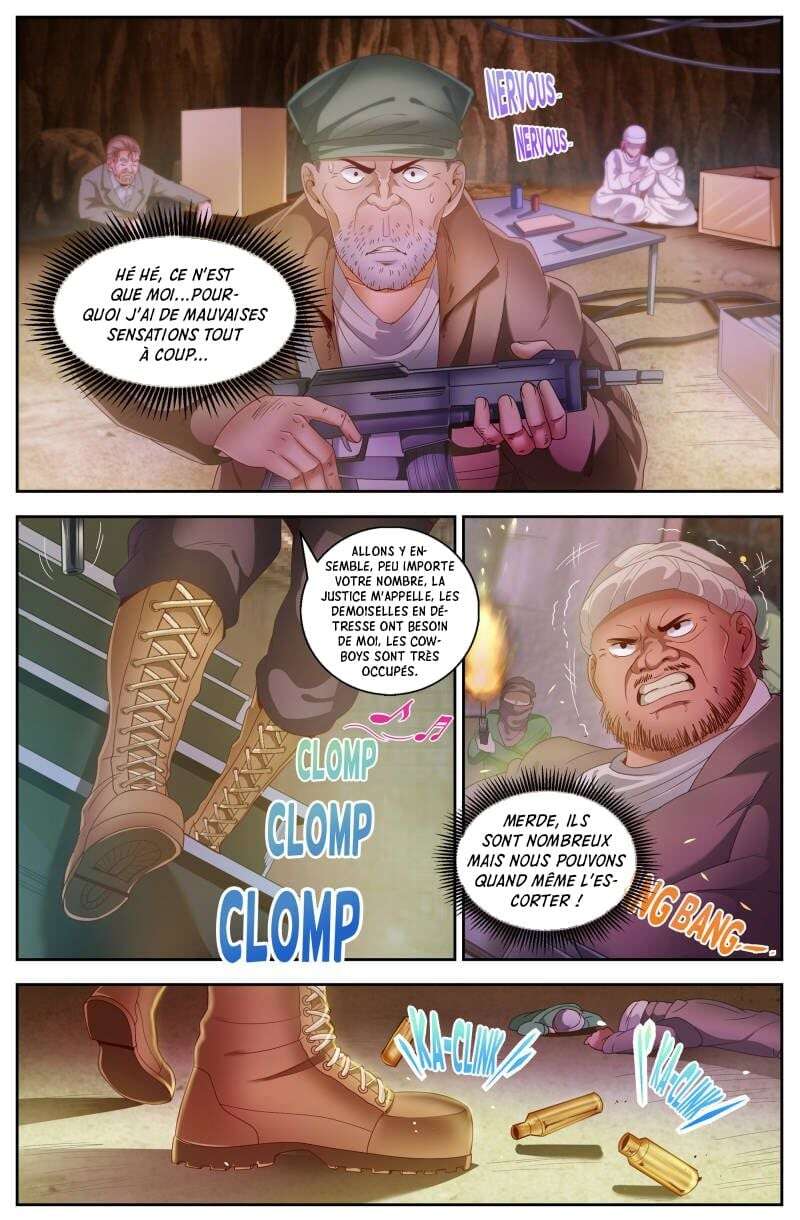 NERVOUS-
NERVOUS-
HÉ HÉ, CE N'EST
QUE MOI...POUR-
QUOI J'AI DE MAUVAISES
SENSATIONS TOUT
À COUP...
ALLONS Y EN-
SEMBLE, PEU IMPORTE
VOTRE NOMBRE, LA
JUSTICE M'APPELLE, LES
DEMOISELLES EN DÉ-
TRESSE ONT BESOIN
DE MOI, LES COW-
BOYS SONT TRÈS
OCCUPÉS.
CLOMP
CLOMP
CLOMP
MERDE, ILS
SONT NOMBREUX
MAIS NOUS POUVONS
QUAND MÊME L'ES-
CORTER !
NG BANG-
KA-CLINK
KA-CLINK